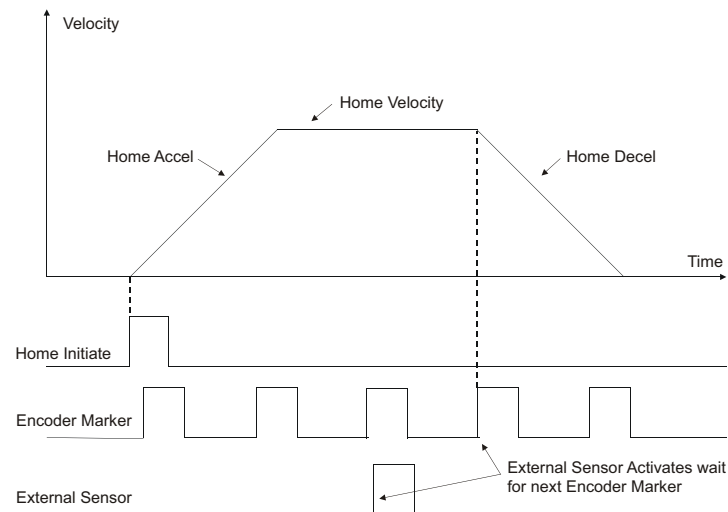 Velocity
Home Velocity
Home Accel
Home Decel
Time
Home Initiate
Encoder Marker
External Sensor Activates wait
for next Encoder Marker
External Sensor